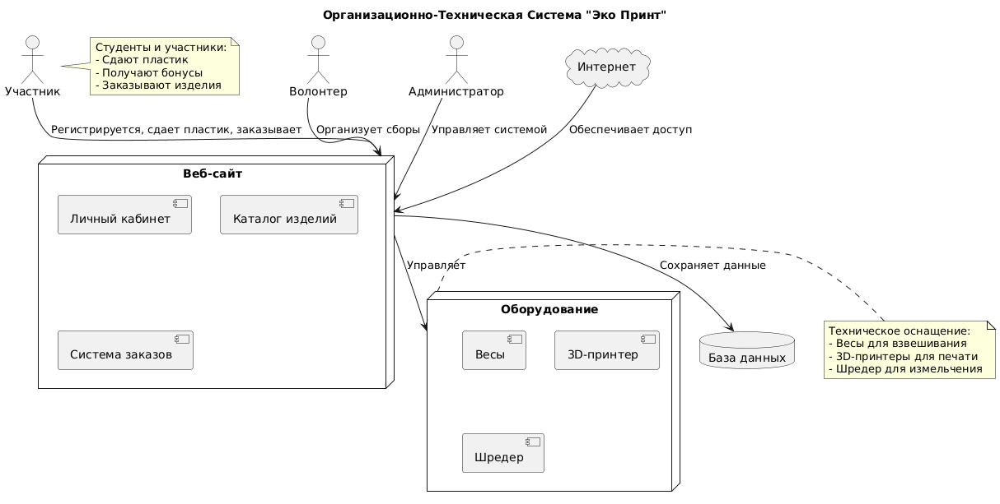 Организационно-Техническая Система "Эко Принт"
Студенты и участники:
- Сдают пластик
- Получают бонусы
- Заказывают изделия
Участник
Волонтер
Администратор
Интернет
Регистрируется, сдает пластик, заказывает
Организует сборы
Управляет системой
Обеспечивает доступ
Веб-сайт
Личный кабинет
Каталог изделий
Система заказов
Управляет
Сохраняет данные
Оборудование
Весы
3D-принтер
Шредер
База данных
Техническое оснащение:
- Весы для взвешивания
- 3D-принтеры для печати
- Шредер для измельчения